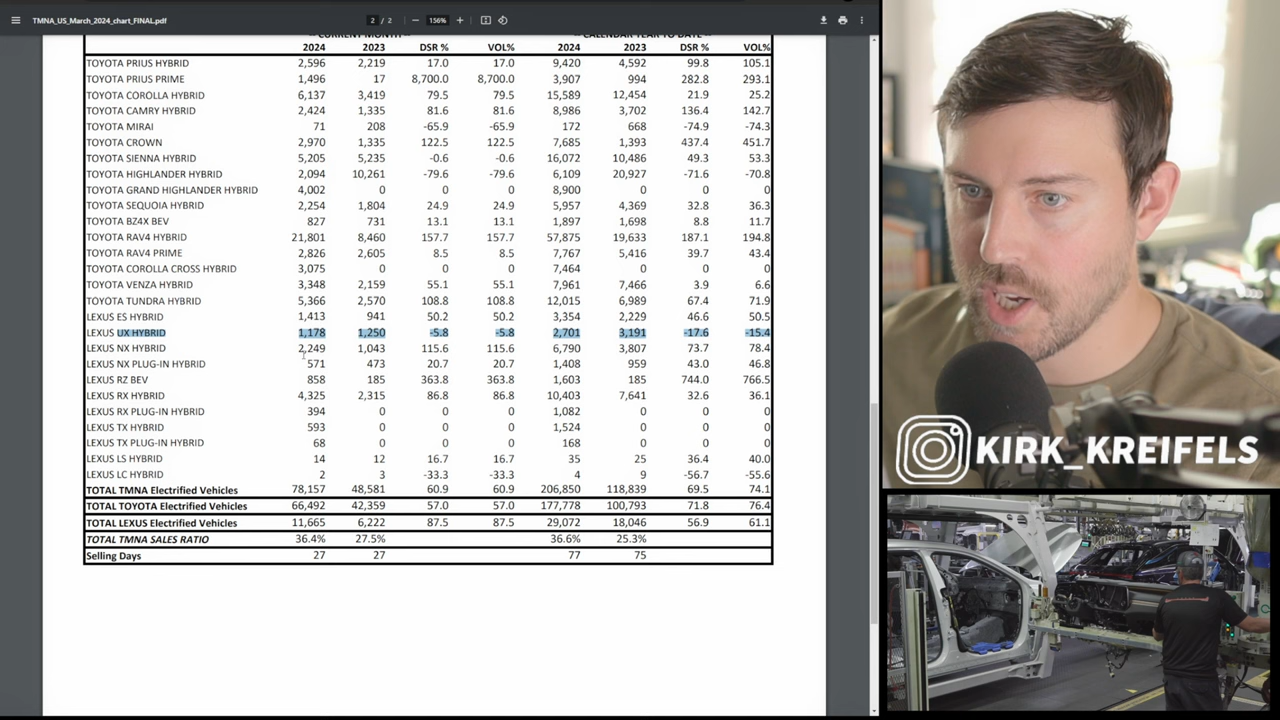 TMNA_US_March_2024_chart_FINAL.pdf 2 / 2 156%
-- CURRENT MONTH -- -- CALENDAR YEAR TO DATE --
2024 2023 DSR % VOL% 2024 2023 DSR % VOL%
TOYOTA PRIUS HYBRID 2,596 2,219 17.0 17.0 9,420 4,592 99.8 105.1
TOYOTA PRIUS PRIME 1,496 17 8,700.0 8,700.0 3,907 994 282.8 293.1
TOYOTA COROLLA HYBRID 6,137 3,419 79.5 79.5 15,589 12,454 21.9 25.2
TOYOTA CAMRY HYBRID 2,424 1,335 81.6 81.6 8,986 3,702 136.4 142.7
TOYOTA MIRAI 71 208 -65.9 -65.9 172 668 -74.9 -74.3
TOYOTA CROWN 2,970 1,335 122.5 122.5 7,685 1,393 437.4 451.7
TOYOTA SIENNA HYBRID 5,205 5,235 -0.6 -0.6 16,072 10,486 49.3 53.3
TOYOTA HIGHLANDER HYBRID 2,094 10,261 -79.6 -79.6 6,109 20,927 -71.6 -70.8
TOYOTA GRAND HIGHLANDER HYBRID 4,002 0 0 0 8,900 0 0 0
TOYOTA SEQUOIA HYBRID 2,254 1,804 24.9 24.9 5,957 4,369 32.8 36.3
TOYOTA BZ4X BEV 827 731 13.1 13.1 1,897 1,698 8.8 11.7
TOYOTA RAV4 HYBRID 21,801 8,460 157.7 157.7 57,875 19,633 187.1 194.8
TOYOTA RAV4 PRIME 2,826 2,605 8.5 8.5 7,767 5,416 39.7 43.4
TOYOTA COROLLA CROSS HYBRID 3,075 0 0 0 7,464 0 0 0
TOYOTA VENZA HYBRID 3,348 2,159 55.1 55.1 7,961 7,466 3.9 6.6
TOYOTA TUNDRA HYBRID 5,366 2,570 108.8 108.8 12,015 6,989 67.4 71.9
LEXUS ES HYBRID 1,413 941 50.2 50.2 3,354 2,229 46.6 50.5
LEXUS UX HYBRID 1,178 1,250 -5.8 -5.8 2,701 3,191 -17.6 -15.4
LEXUS NX HYBRID 2,249 1,043 115.6 115.6 6,790 3,807 73.7 78.4
LEXUS NX PLUG-IN HYBRID 571 473 20.7 20.7 1,408 959 43.0 46.8
LEXUS RZ BEV 858 185 363.8 363.8 1,603 185 744.0 766.5
LEXUS RX HYBRID 4,325 2,315 86.8 86.8 10,403 7,641 32.6 36.1
LEXUS RX PLUG-IN HYBRID 394 0 0 0 1,082 0 0 0
LEXUS TX HYBRID 593 0 0 0 1,524 0 0 0
LEXUS TX PLUG-IN HYBRID 68 0 0 0 168 0 0 0
LEXUS LS HYBRID 14 12 16.7 16.7 35 25 36.4 40.0
LEXUS LC HYBRID 2 3 -33.3 -33.3 4 9 -56.7 -55.6
TOTAL TMNA Electrified Vehicles 78,157 48,581 60.9 60.9 206,850 118,839 69.5 74.1
TOTAL TOYOTA Electrified Vehicles 66,492 42,359 57.0 57.0 177,778 100,793 71.8 76.4
TOTAL LEXUS Electrified Vehicles 11,665 6,222 87.5 87.5 29,072 18,046 56.9 61.1
TOTAL TMNA SALES RATIO 36.4% 27.5% 36.6% 25.3%
Selling Days 27 27 77 75
KIRK_KREIFELS